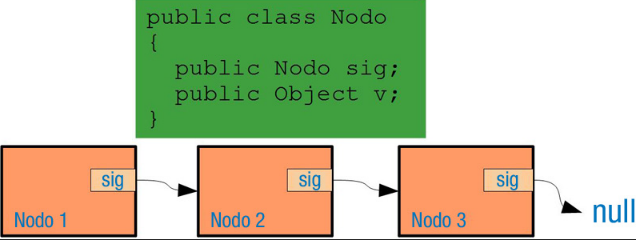 public class Nodo
{
public Nodo sig;
public Object v;
}
sig sig sig
Nodo 1 Nodo 2 Nodo 3 null